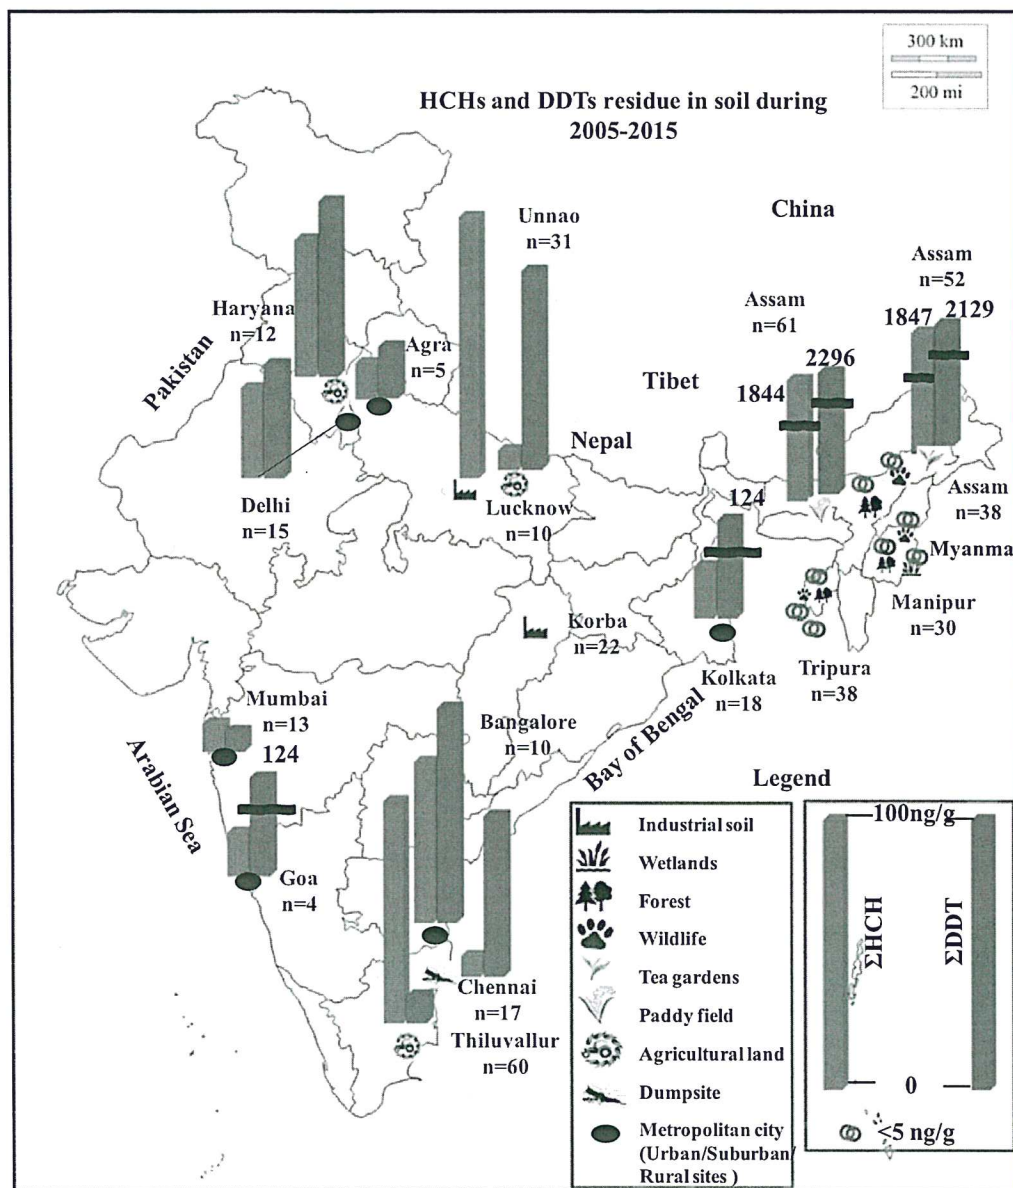 300 km
200 mi
HCHs and DDTs residue in soil during
2005-2015
China
Unnao
n=31
Assam
n=52
Assam
n=61
1847
2129
Haryana
n=12
Agra
n=5
Pakistan
2296
Tibet
1844
Nepal
124
Delhi
n=15
Lucknow
n=10
Assam
n=38
Myanma
Korba
n=22
Manipur
n=30
Tripura
n=38
Kolkata
n=18
Mumbai
n=13
124
Bangalore
n=10
Bay of Bengal
Arabian Sea
Goa
n=4
Chennai
n=17
Thiluvallur
n=60
Legend
Industrial soil
Wetlands
Forest
Wildlife
Tea gardens
Paddy field
Agricultural land
Dumpsite
Metropolitan city
(Urban/Suburban/
Rural sites )
100ng/g
ΣHCH
ΣDDT
0
<5 ng/g